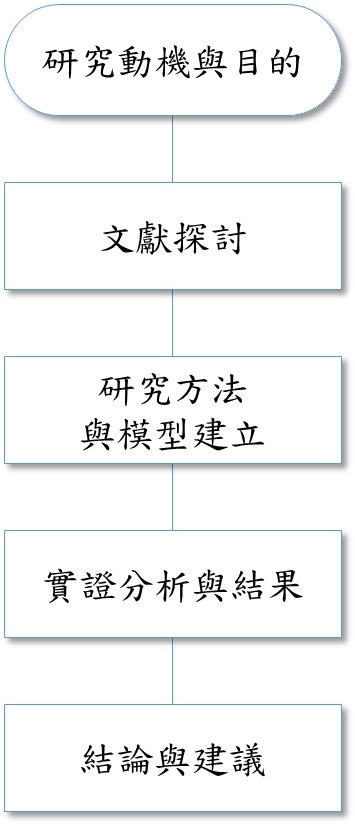 研究動機與目的
文獻探討
研究方法
與模型建立
實證分析與結果
結論與建議